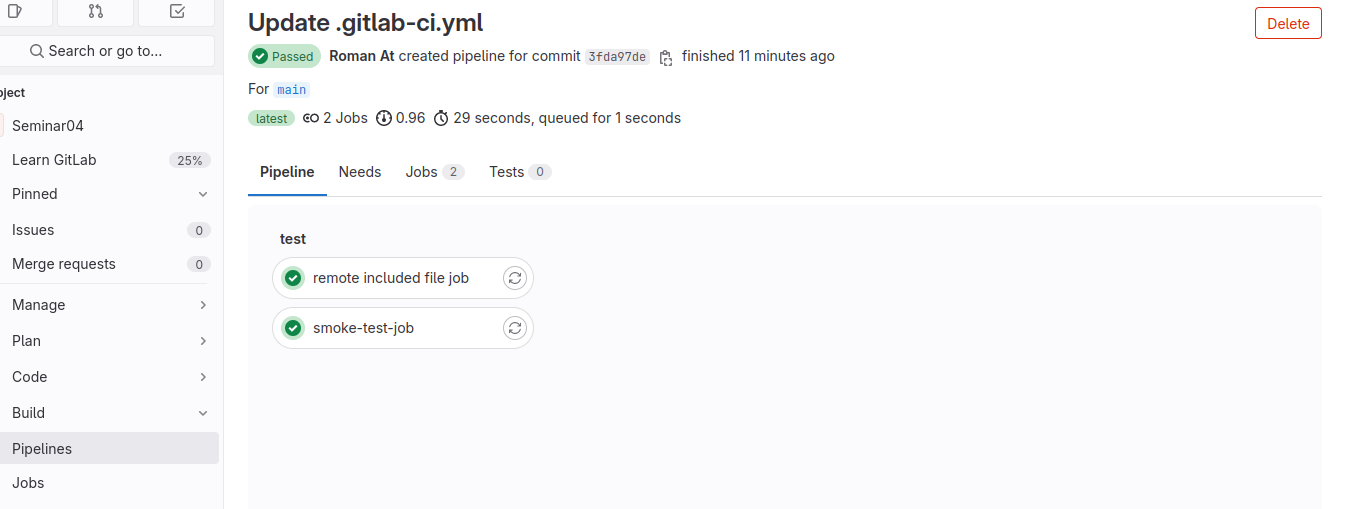 Update .gitlab-ci.yml
Delete
Search or go to...
Passed Roman At created pipeline for commit 3fda97de finished 11 minutes ago
For main
latest 2 Jobs 0.96 29 seconds, queued for 1 seconds
Pipeline Needs Jobs 2 Tests 0
test
remote included file job
smoke-test-job
oject
Seminar04
Learn GitLab 25%
Pinned
Issues 0
Merge requests 0
Manage
Plan
Code
Build
Pipelines
Jobs